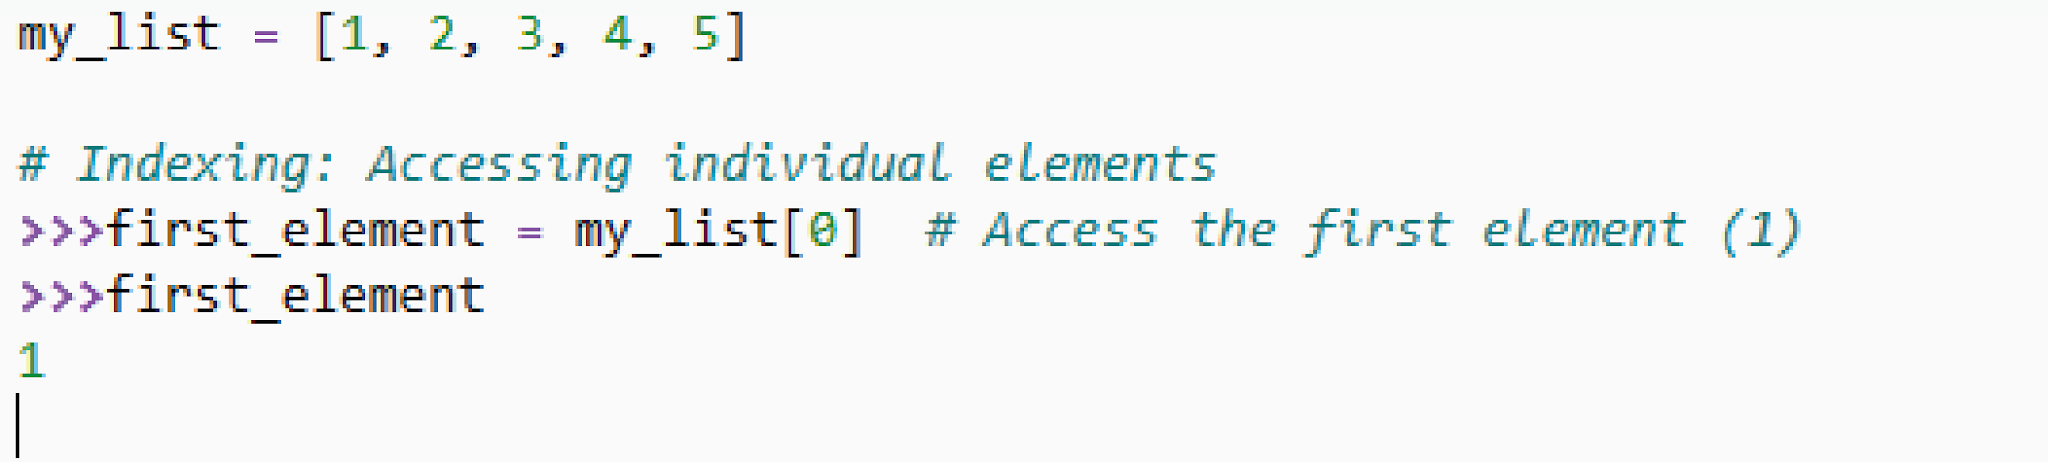 my_list = [1, 2, 3, 4, 5]
# Indexing: Accessing individual elements
>>>first_element = my_list[0]  # Access the first element (1)
>>>first_element
1